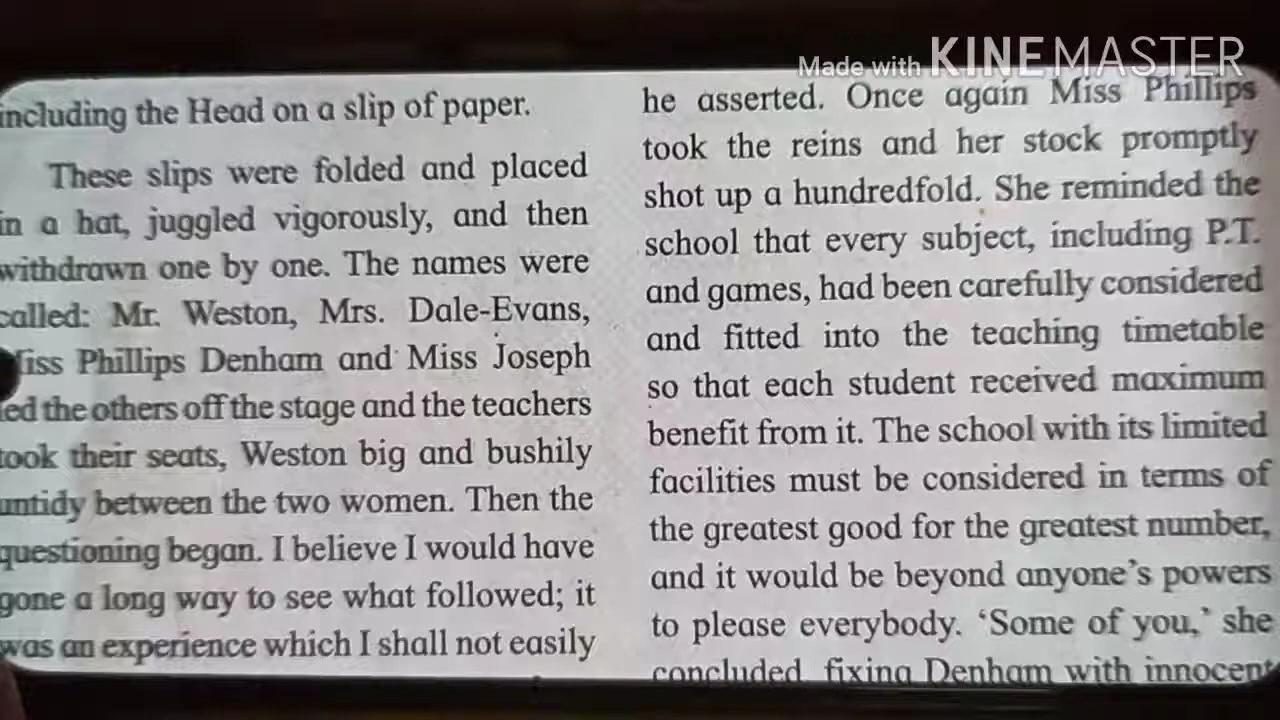 Made with KINEMASTER
including the Head on a slip of paper.
These slips were folded and placed
in a hat, juggled vigorously, and then
withdrawn one by one. The names were
called: Mr. Weston, Mrs. Dale-Evans,
Miss Phillips Denham and Miss Joseph
led the others off the stage and the teachers
took their seats, Weston big and bushily
untidy between the two women. Then the
questioning began. I believe I would have
gone a long way to see what followed; it
was an experience which I shall not easily
he asserted. Once again Miss Phillips
took the reins and her stock promptly
shot up a hundredfold. She reminded the
school that every subject, including P.T.
and games, had been carefully considered
and fitted into the teaching timetable
so that each student received maximum
benefit from it. The school with its limited
facilities must be considered in terms of
the greatest good for the greatest number,
and it would be beyond anyone's powers
to please everybody. 'Some of you,' she
concluded, fixing Denham with innocent